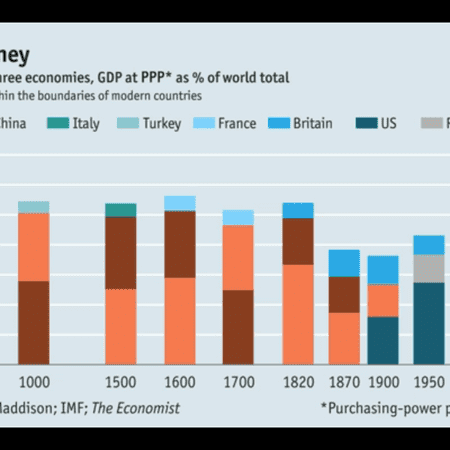 ney
ree economies, GDP at PPP* as % of world total
hin the boundaries of modern countries
hina Italy Turkey France Britain US
1000 1500 1600 1700 1820 1870 1900 1950
Maddison; IMF; The Economist *Purchasing-power p